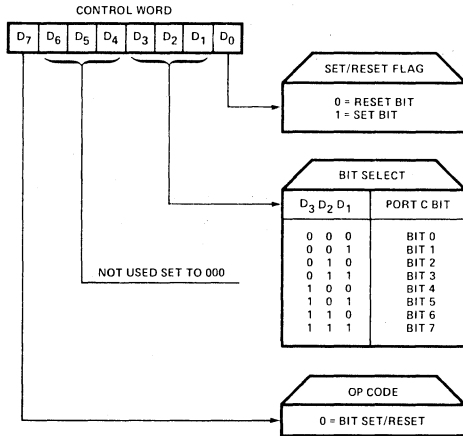 CONTROL WORD
D7 D6 D5 D4 D3 D2 D1 D0
SET/RESET FLAG
0 = RESET BIT
1 = SET BIT
BIT SELECT
D3 D2 D1 PORT C BIT
0 0 0 BIT 0
0 0 1 BIT 1
0 1 0 BIT 2
0 1 1 BIT 3
1 0 0 BIT 4
1 0 1 BIT 5
1 1 0 BIT 6
1 1 1 BIT 7
NOT USED SET TO 000
OP CODE
0 = BIT SET/RESET